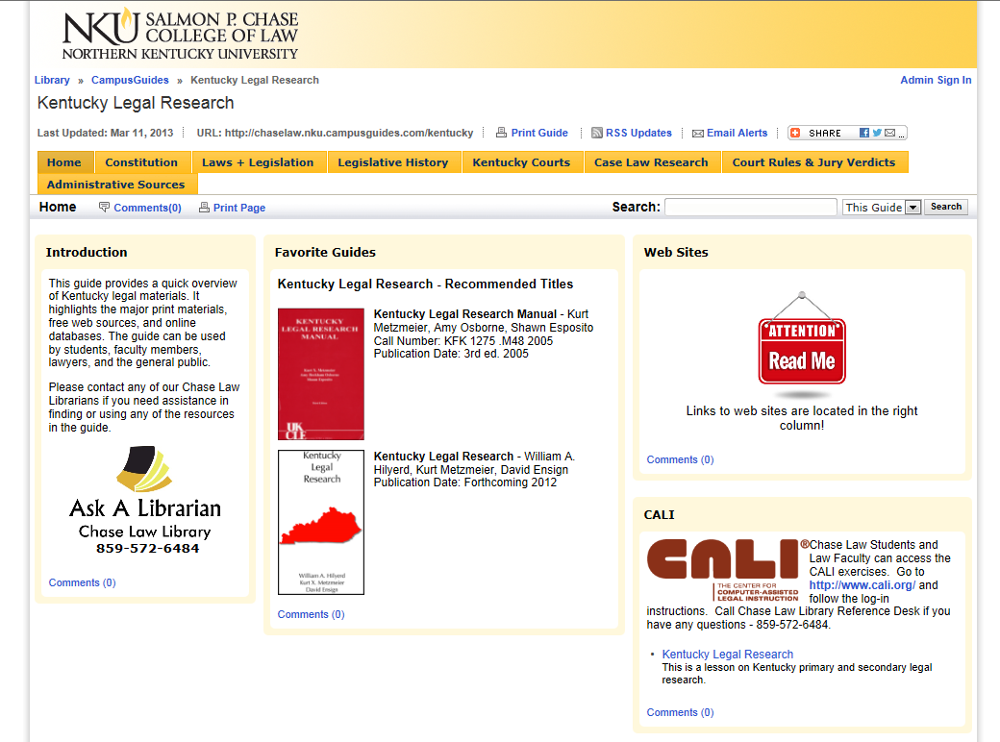 NKU SALMON P. CHASE
COLLEGE OF LAW
NORTHERN KENTUCKY UNIVERSITY
Library » CampusGuides » Kentucky Legal Research
Admin Sign In
Kentucky Legal Research
Last Updated: Mar 11, 2013
URL: http://chaselaw.nku.campusguides.com/kentucky
Print Guide
RSS Updates
Email Alerts
SHARE ...
Home
Constitution
Laws + Legislation
Legislative History
Kentucky Courts
Case Law Research
Court Rules & Jury Verdicts
Administrative Sources
Home
Comments(0)
Print Page
Search:
This Guide
Search
Introduction
This guide provides a quick overview
of Kentucky legal materials. It
highlights the major print materials,
free web sources, and online
databases. The guide can be used
by students, faculty members,
lawyers, and the general public.
Please contact any of our Chase Law
Librarians if you need assistance in
finding or using any of the resources
in the guide.
Ask A Librarian
Chase Law Library
859-572-6484
Comments (0)
Favorite Guides
Kentucky Legal Research - Recommended Titles
KENTUCKY
LEGAL RESEARCH
MANUAL
Kurt X. Metzmeier
Amy Beckham Osborne
Shaun Esposito
UK
CLE
Kentucky Legal Research Manual - Kurt
Metzmeier, Amy Osborne, Shawn Esposito
Call Number: KFK 1275 .M48 2005
Publication Date: 3rd ed. 2005
Kentucky
Legal
Research
William A. Hilyerd
Kurt X. Metzmeier
David Ensign
Kentucky Legal Research - William A.
Hilyerd, Kurt Metzmeier, David Ensign
Publication Date: Forthcoming 2012
Comments (0)
Web Sites
ATTENTION
Read Me
Links to web sites are located in the right
column!
Comments (0)
CALI
CALI®
THE CENTER FOR
COMPUTER-ASSISTED
LEGAL INSTRUCTION
Chase Law Students and
Law Faculty can access the
CALI exercises. Go to
http://www.cali.org/ and
follow the log-in
instructions. Call Chase Law Library Reference Desk if you
have any questions - 859-572-6484.
• Kentucky Legal Research
This is a lesson on Kentucky primary and secondary legal
research.
Comments (0)